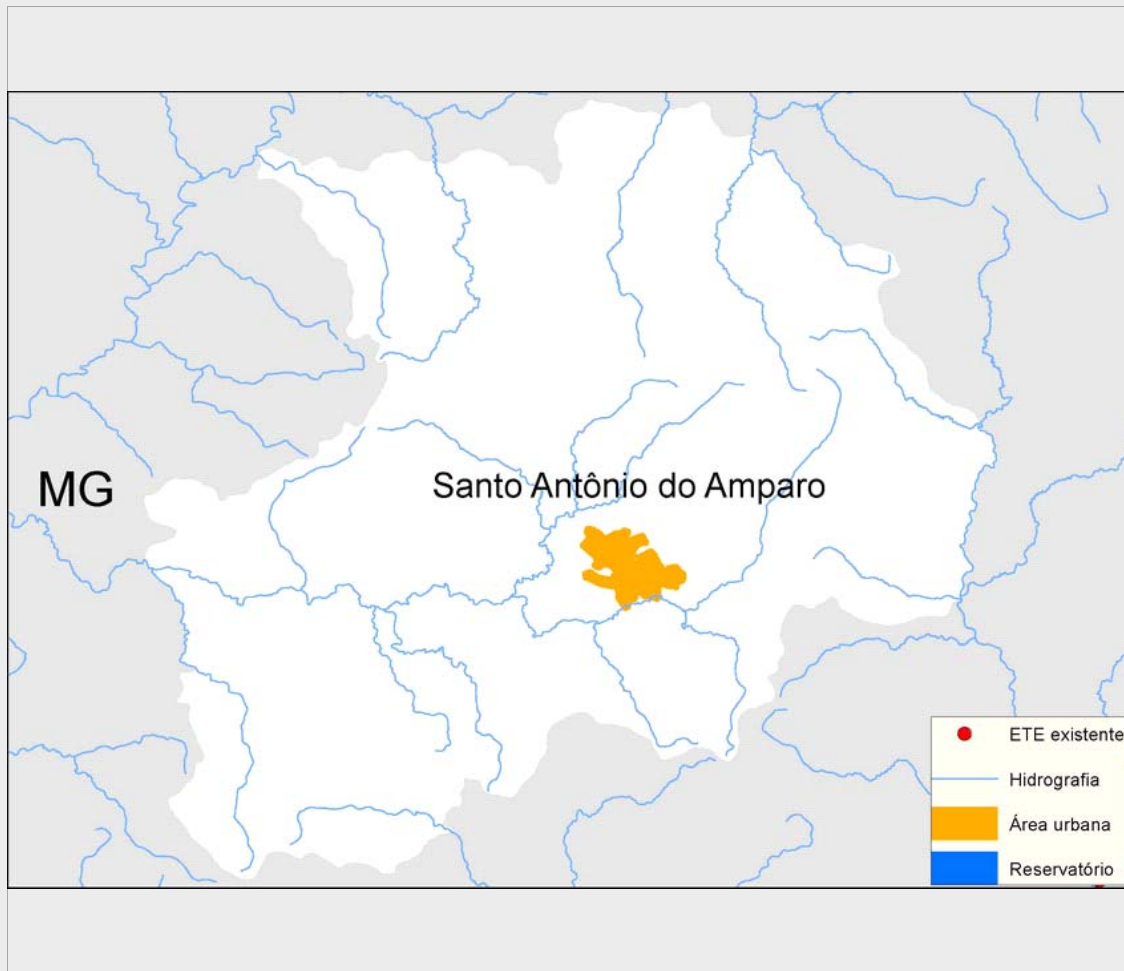 MG
Santo Antônio do Amparo
ETE existente
Hidrografia
Área urbana
Reservatório